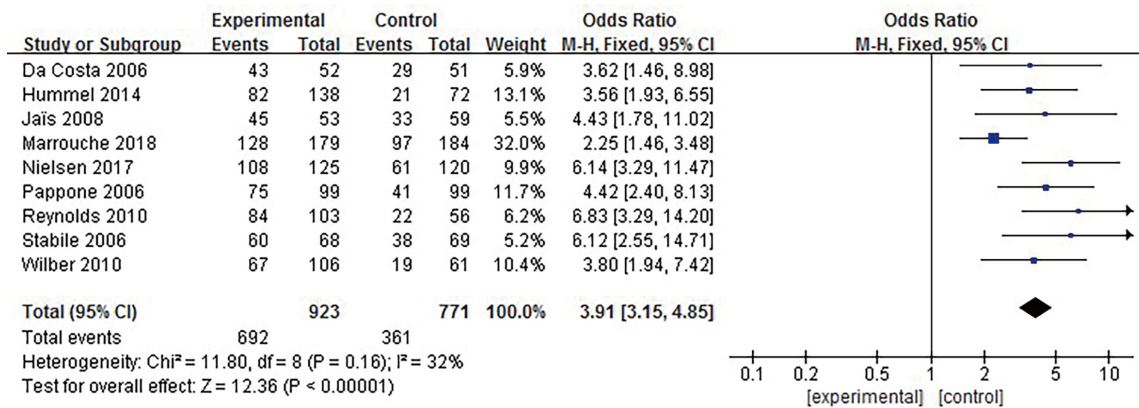 Experimental Control Odds Ratio Odds Ratio
Study or Subgroup Events Total Events Total Weight M-H, Fixed, 95% CI M-H, Fixed, 95% CI
Da Costa 2006 43 52 29 51 5.9% 3.62 [1.46, 8.98]
Hummel 2014 82 138 21 72 13.1% 3.56 [1.93, 6.55]
Jaïs 2008 45 53 33 59 5.5% 4.43 [1.78, 11.02]
Marrouche 2018 128 179 97 184 32.0% 2.25 [1.46, 3.48]
Nielsen 2017 108 125 61 120 9.9% 6.14 [3.29, 11.47]
Pappone 2006 75 99 41 99 11.7% 4.42 [2.40, 8.13]
Reynolds 2010 84 103 22 56 6.2% 6.83 [3.29, 14.20]
Stabile 2006 60 68 38 69 5.2% 6.12 [2.55, 14.71]
Wilber 2010 67 106 19 61 10.4% 3.80 [1.94, 7.42]
Total (95% CI) 923 771 100.0% 3.91 [3.15, 4.85]
Total events 692 361
Heterogeneity: Chi² = 11.80, df = 8 (P = 0.16); I² = 32%
Test for overall effect: Z = 12.36 (P < 0.00001)
0.1 0.2 0.5 1 2 5 10
[experimental] [control]